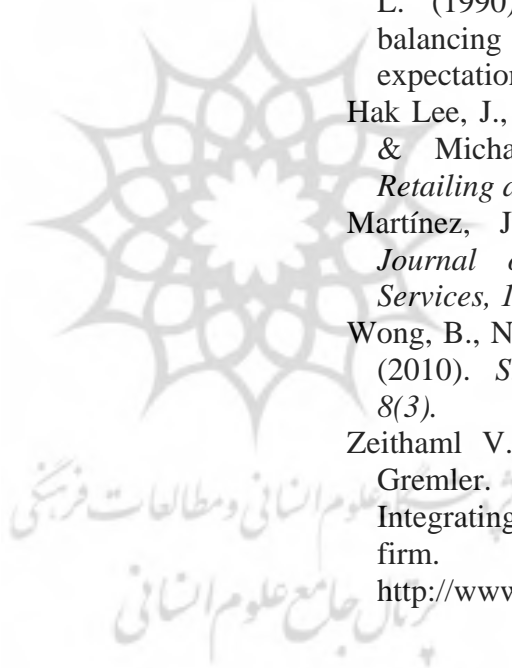 L. (1990)
balancing
expectation
Hak Lee, J.,
& Micha
Retailing a
Martínez, J
Journal o
Services, 1
Wong, B., N
(2010). S
8(3).
Zeithaml V.
Gremler.
علوم انسانی و مطالعات فرهنگی
Integrating
firm.
پرتال جامع علوم انسانی
http://www